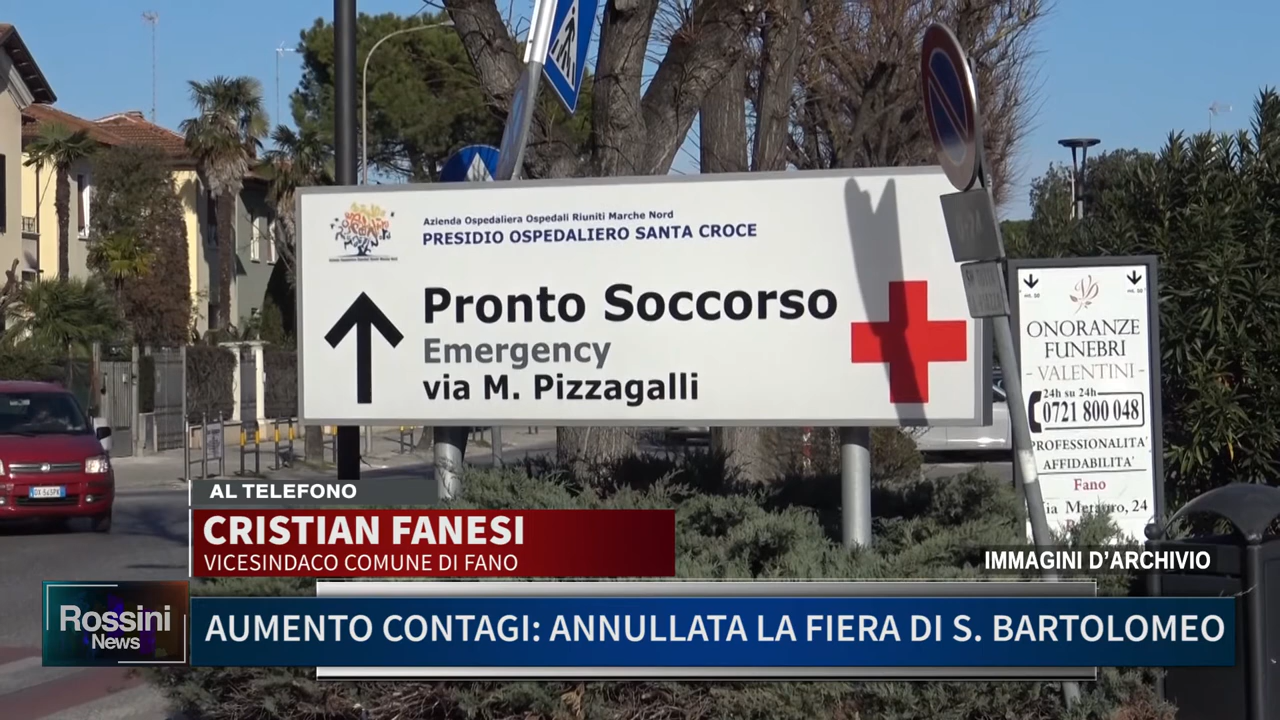 Azienda Ospedaliera Ospedali Riuniti Marche Nord
PRESIDIO OSPEDALIERO SANTA CROCE
Pronto Soccorso
Emergency
via M. Pizzagalli
ONORANZE
FUNEBRI
- VALENTINI -
24h su 24h
0721 800 048
PROFESSIONALITA'
AFFIDABILITA'
Fano
Via Metauro, 24
AL TELEFONO
CRISTIAN FANESI
VICESINDACO COMUNE DI FANO
IMMAGINI D'ARCHIVIO
Rossini
News
AUMENTO CONTAGI: ANNULLATA LA FIERA DI S. BARTOLOMEO